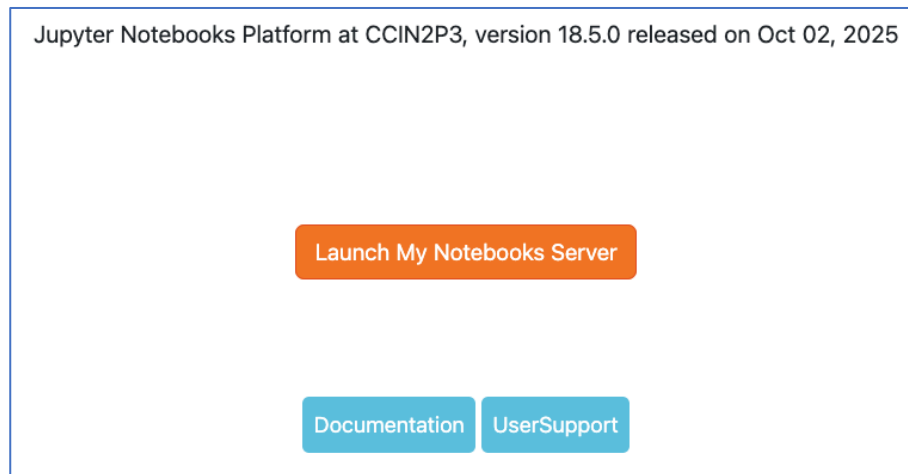 Jupyter Notebooks Platform at CCIN2P3, version 18.5.0 released on Oct 02, 2025
Launch My Notebooks Server
Documentation UserSupport